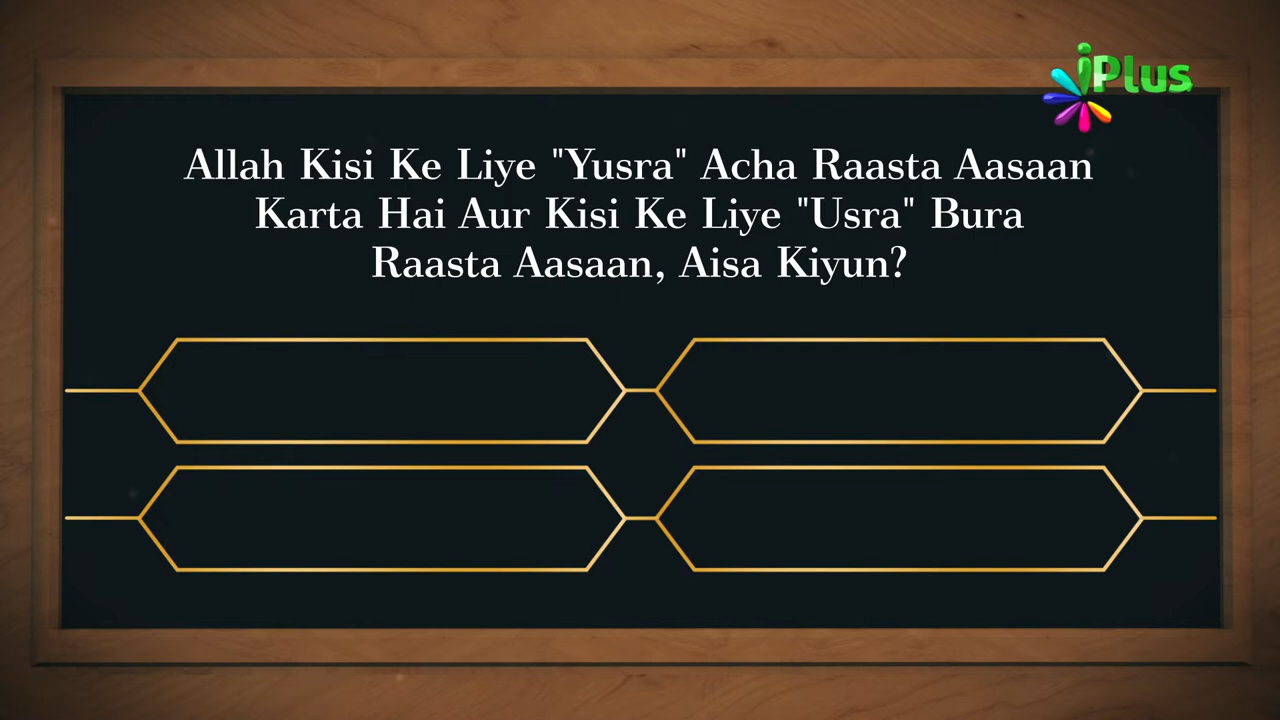 iPlus
Allah Kisi Ke Liye "Yusra" Acha Raasta Aasaan
Karta Hai Aur Kisi Ke Liye "Usra" Bura
Raasta Aasaan, Aisa Kiyun?